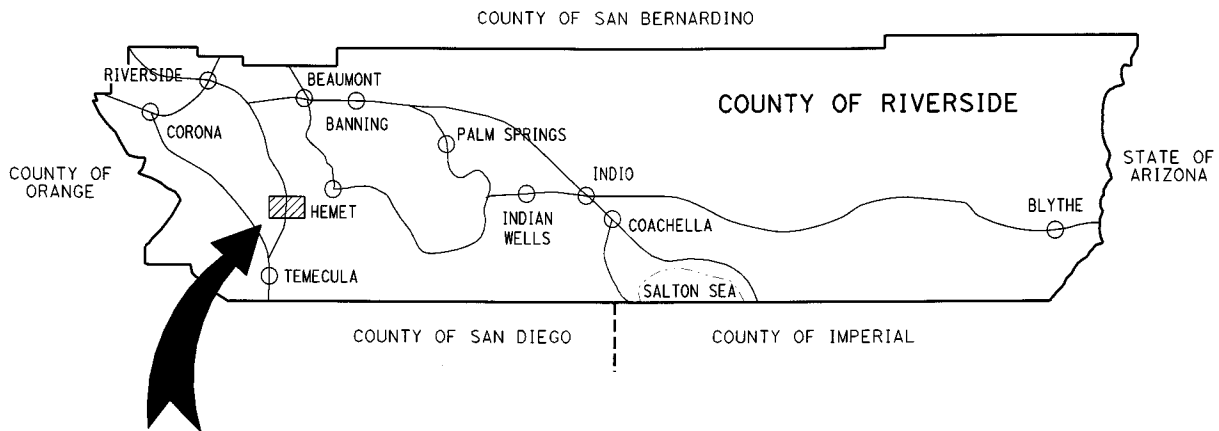 COUNTY OF SAN BERNARDINO
RIVERSIDE
BEAUMONT
COUNTY OF RIVERSIDE
CORONA
BANNING
PALM SPRINGS
COUNTY OF
ORANGE
STATE OF
ARIZONA
INDIO
HEMET
INDIAN
WELLS
COACHELLA
BLYTHE
TEMECULA
SALTON SEA
COUNTY OF SAN DIEGO
COUNTY OF IMPERIAL